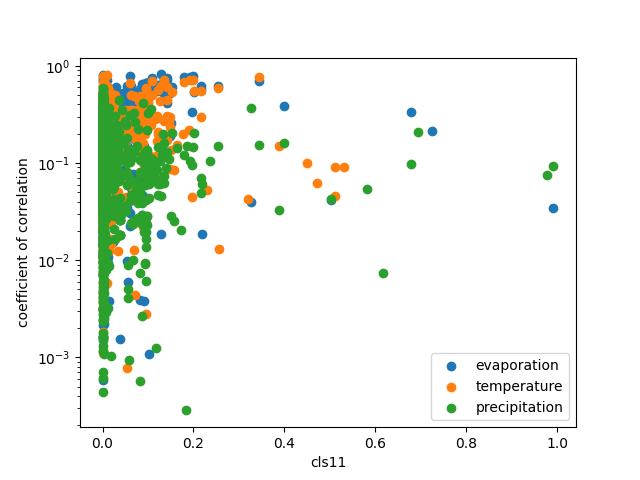 10⁰
10⁻¹
10⁻²
10⁻³
coefficient of correlation
0.0 0.2 0.4 0.6 0.8 1.0
cls11
evaporation
temperature
precipitation